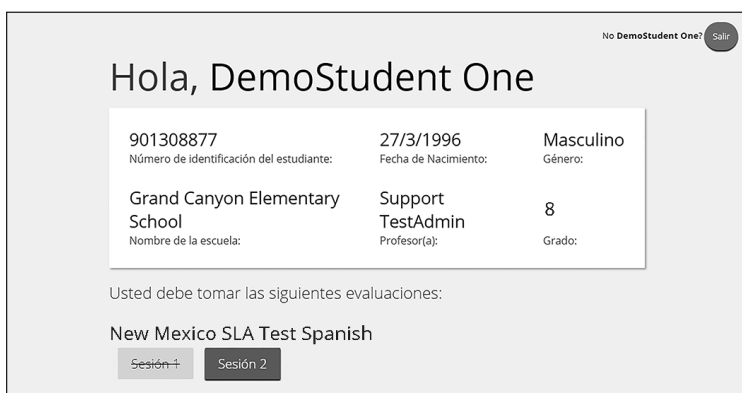 No DemoStudent One? Salir
Hola, DemoStudent One
901308877
Número de identificación del estudiante:
27/3/1996
Fecha de Nacimiento:
Masculino
Género:
Grand Canyon Elementary
School
Nombre de la escuela:
Support
TestAdmin
Profesor(a):
8
Grado:
Usted debe tomar las siguientes evaluaciones:
New Mexico SLA Test Spanish
Sesión 1 Sesión 2